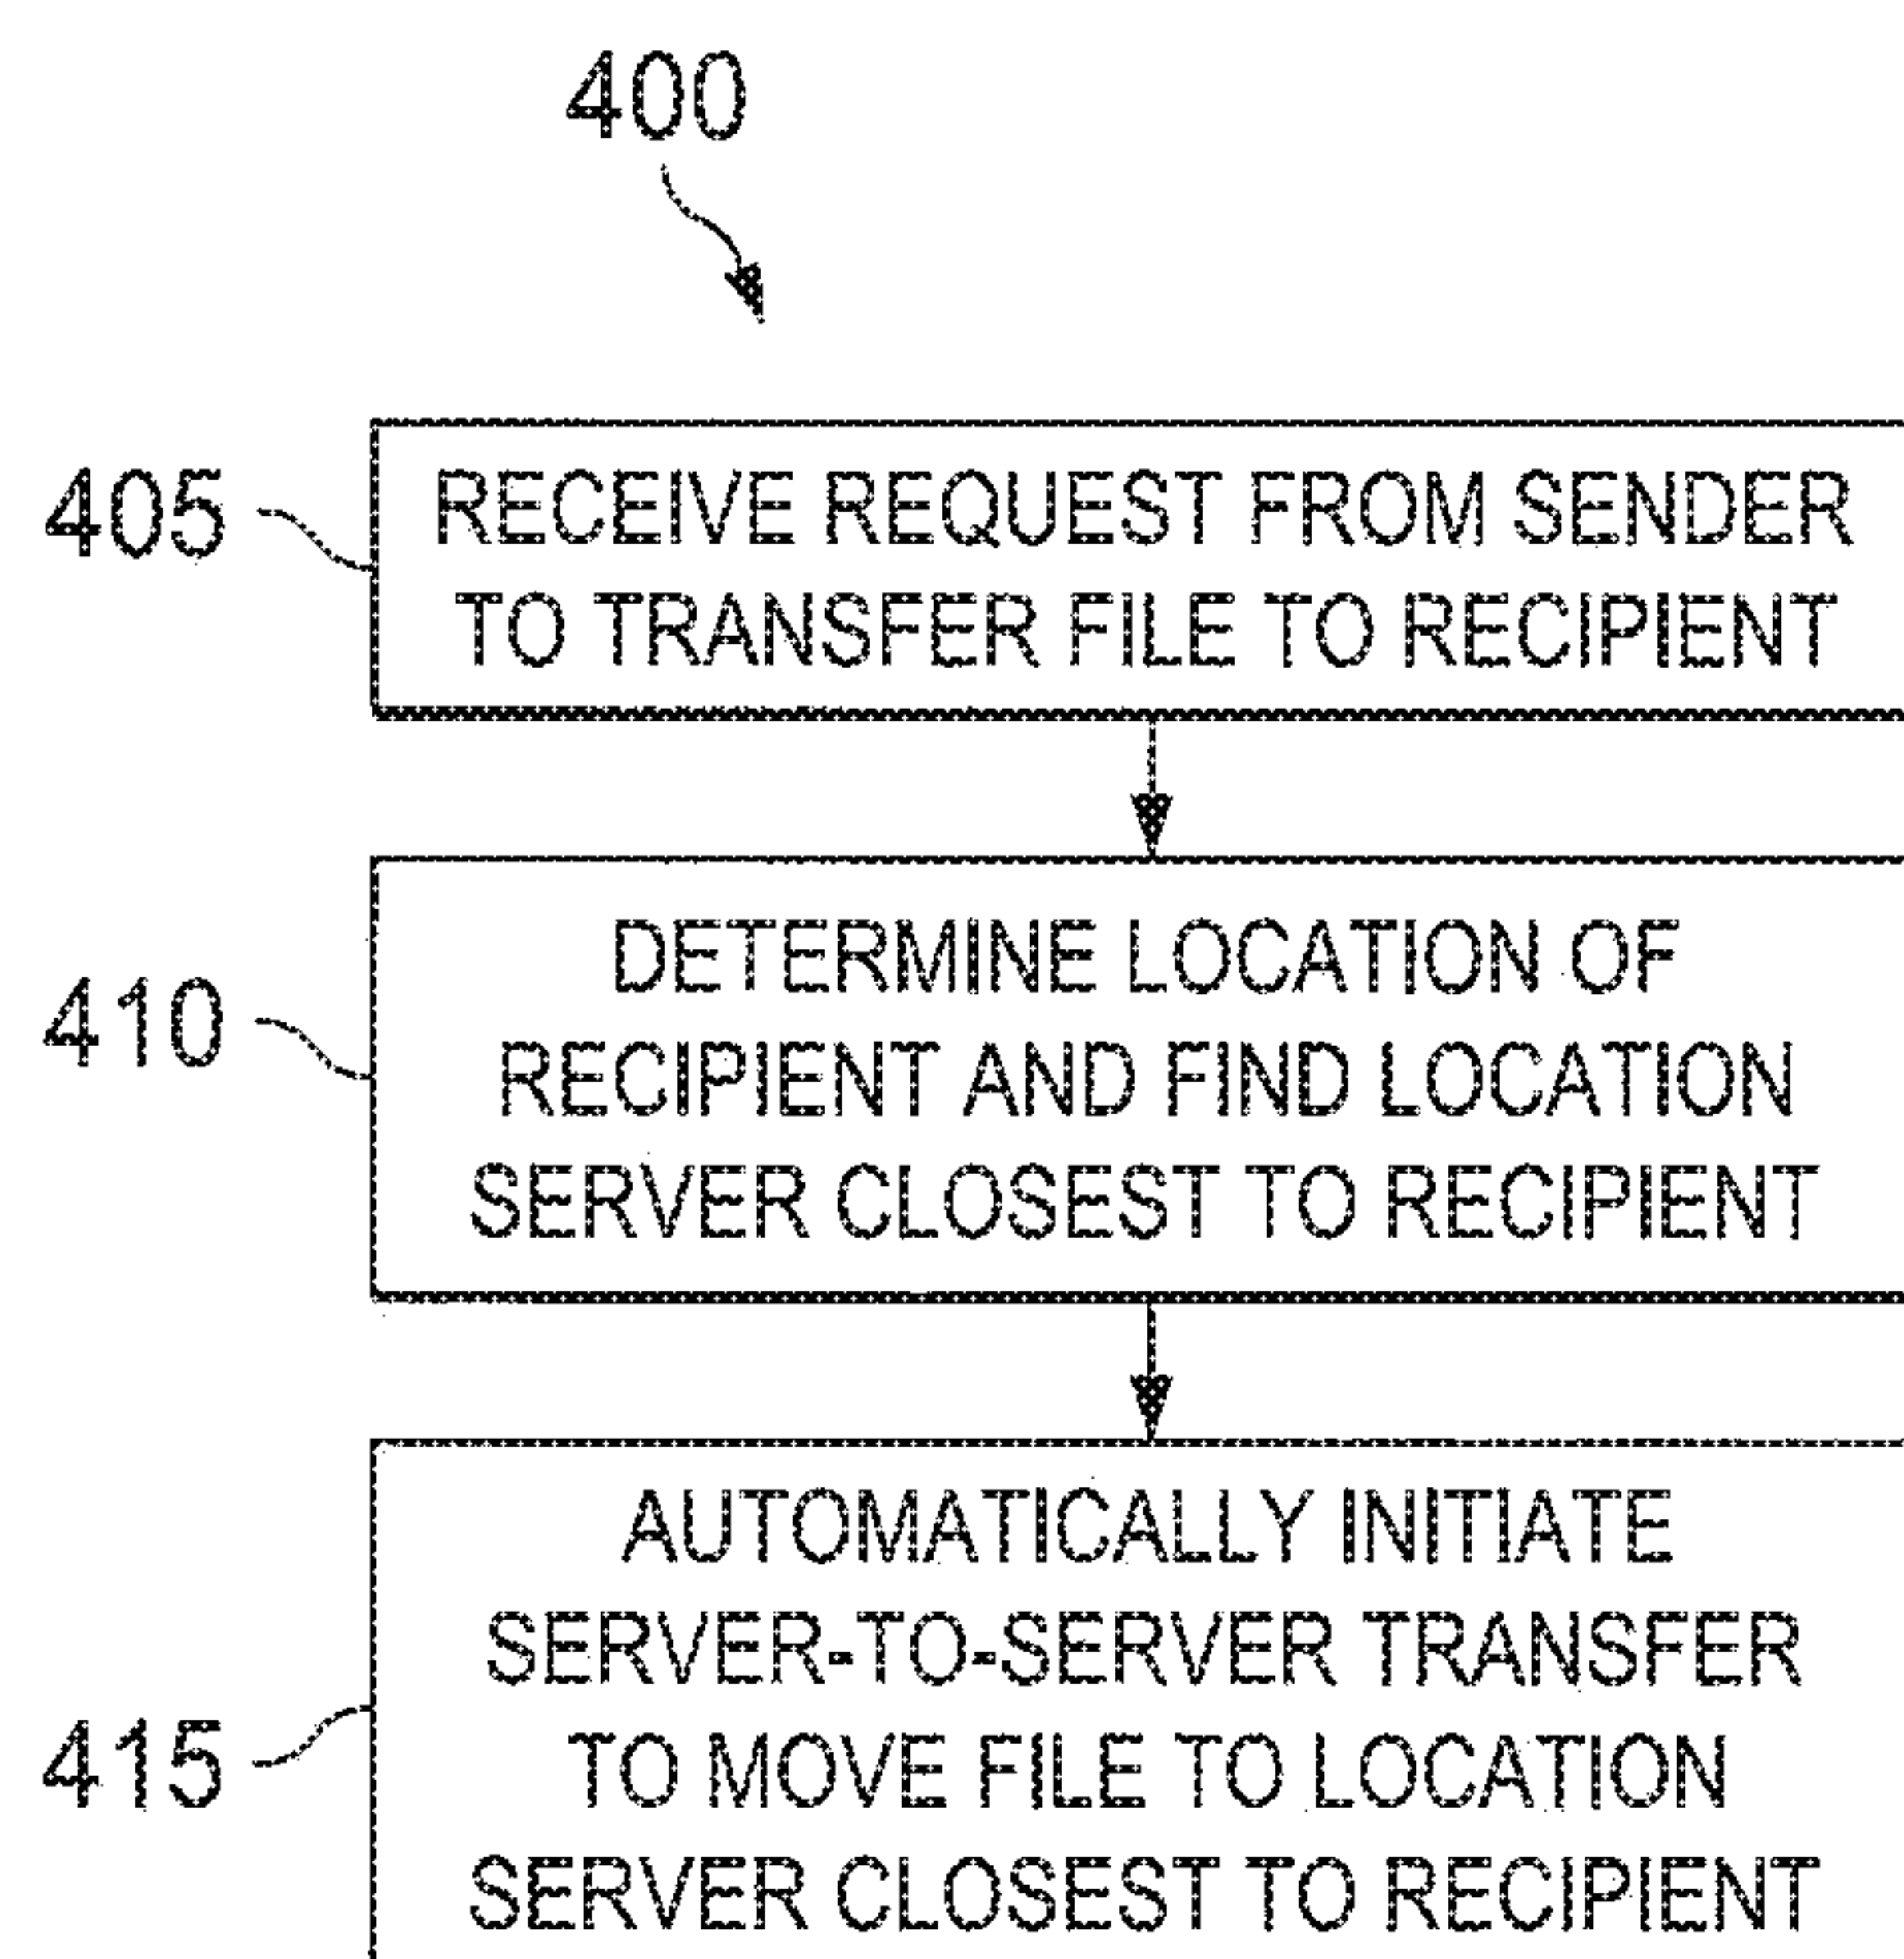 400
405
RECEIVE REQUEST FROM SENDER
TO TRANSFER FILE TO RECIPIENT
410
DETERMINE LOCATION OF
RECIPIENT AND FIND LOCATION
SERVER CLOSEST TO RECIPIENT
415
AUTOMATICALLY INITIATE
SERVER-TO-SERVER TRANSFER
TO MOVE FILE TO LOCATION
SERVER CLOSEST TO RECIPIENT